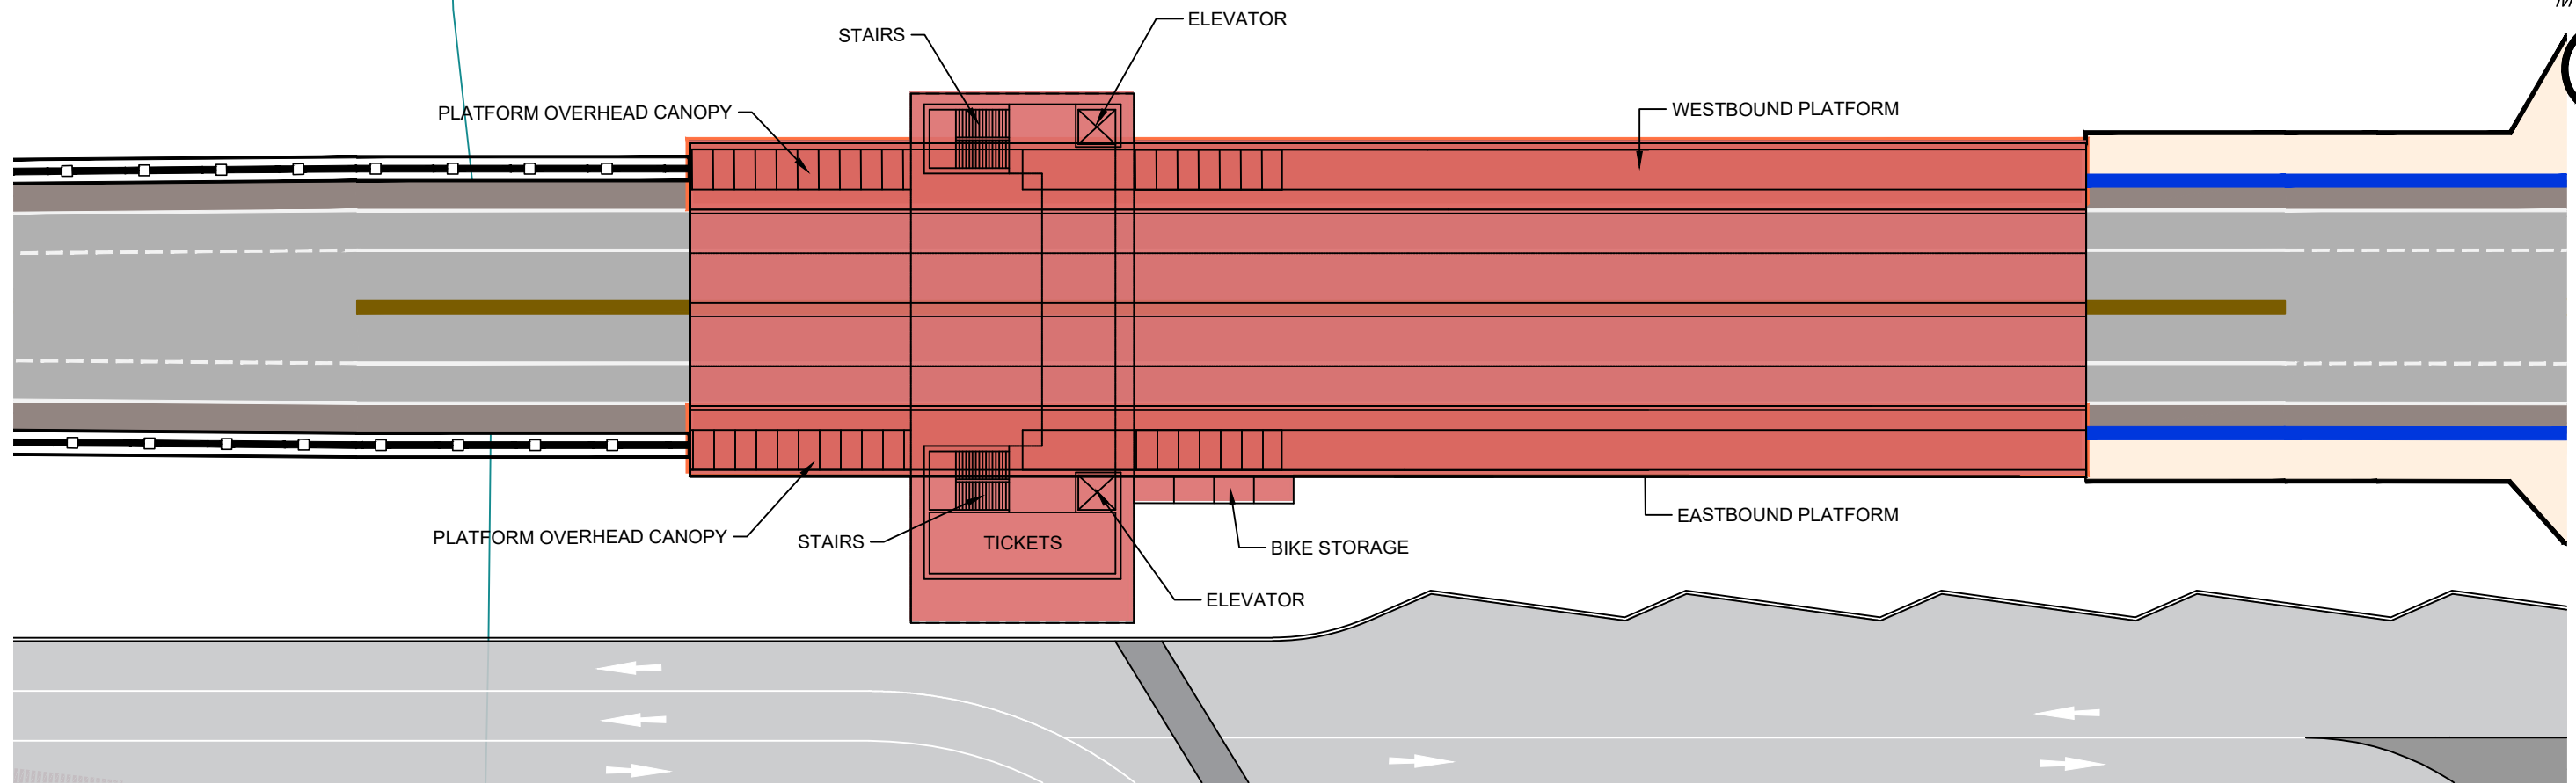 ELEVATOR
STAIRS
PLATFORM OVERHEAD CANOPY
WESTBOUND PLATFORM
PLATFORM OVERHEAD CANOPY
STAIRS
TICKETS
BIKE STORAGE
EASTBOUND PLATFORM
ELEVATOR